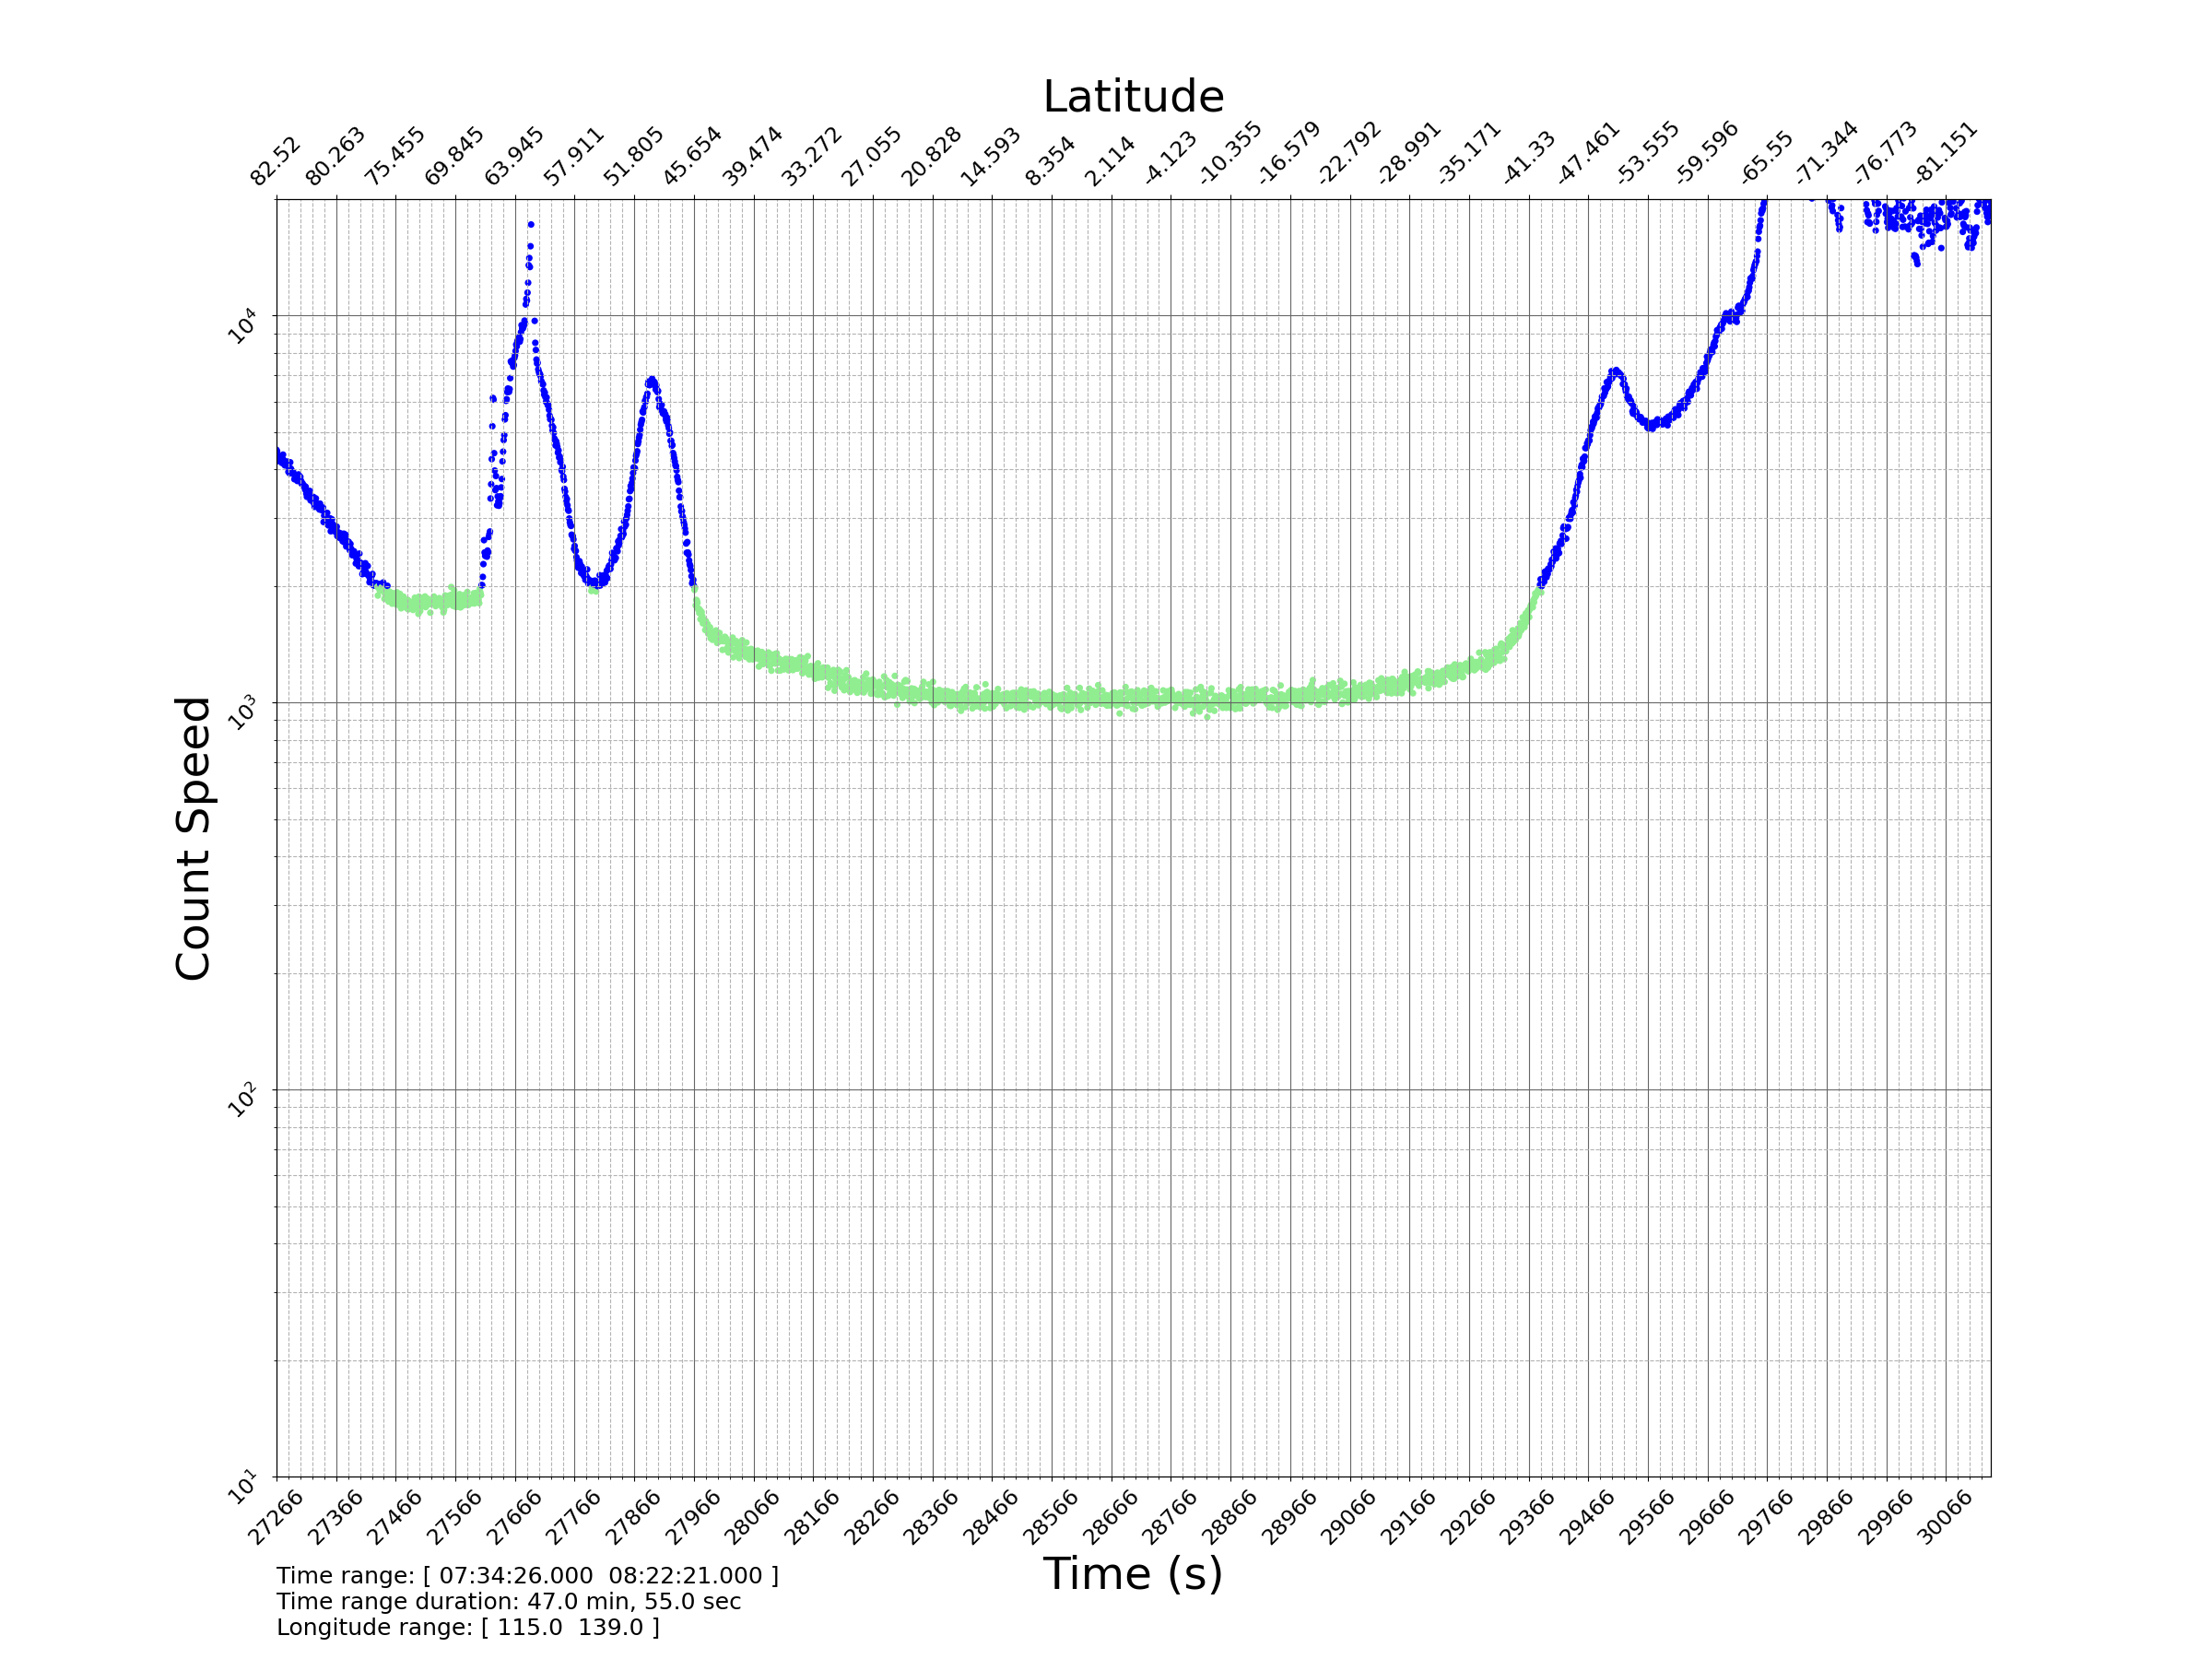 Latitude
82.52 80.263 75.455 69.845 63.945 57.911 51.805 45.654 39.474 33.272 27.055 20.828 14.593 8.354 2.114 -4.123 -10.355 -16.579 -22.792 -28.991 -35.171 -41.33 -47.461 -53.555 -59.596 -65.55 -71.344 -76.773 -81.151
10^4
10^3
Count Speed
10^2
10^1
27266 27366 27466 27566 27666 27766 27866 27966 28066 28166 28266 28366 28466 28566 28666 28766 28866 28966 29066 29166 29266 29366 29466 29566 29666 29766 29866 29966 30066
Time (s)
Time range: [ 07:34:26.000  08:22:21.000 ]
Time range duration: 47.0 min, 55.0 sec
Longitude range: [ 115.0  139.0 ]